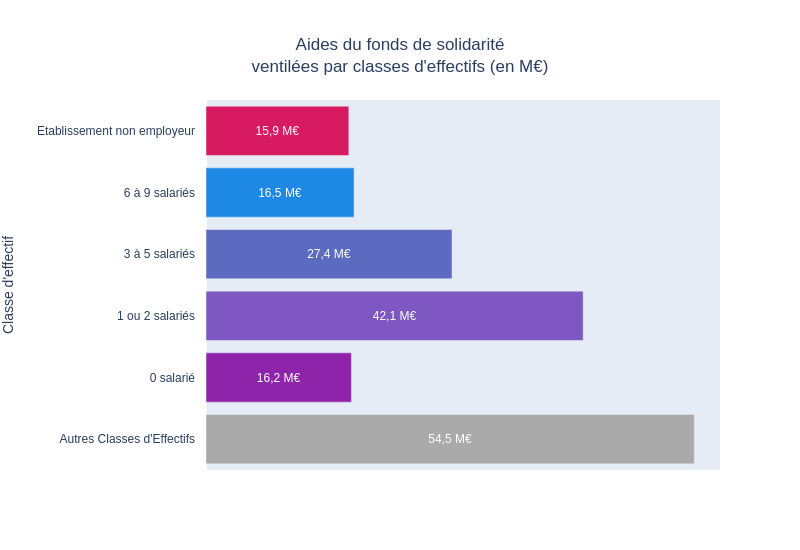 Aides du fonds de solidarité
ventilées par classes d'effectifs (en M€)
Classe d'effectif
Etablissement non employeur
15,9 M€
6 à 9 salariés
16,5 M€
3 à 5 salariés
27,4 M€
1 ou 2 salariés
42,1 M€
0 salarié
16,2 M€
Autres Classes d'Effectifs
54,5 M€